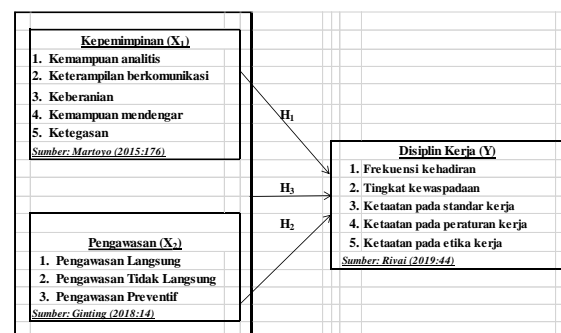 Kepemimpinan (X₁)
1. Kemampuan analitis
2. Keterampilan berkomunikasi
3. Keberanian
4. Kemampuan mendengar
5. Ketegasan
Sumber: Martoyo (2015:176)
H₁
H₃
H₂
Disiplin Kerja (Y)
1. Frekuensi kehadiran
2. Tingkat kewaspadaan
3. Ketaatan pada standar kerja
4. Ketaatan pada peraturan kerja
5. Ketaatan pada etika kerja
Sumber: Rivai (2019:44)
Pengawasan (X₂)
1. Pengawasan Langsung
2. Pengawasan Tidak Langsung
3. Pengawasan Preventif
Sumber: Ginting (2018:14)